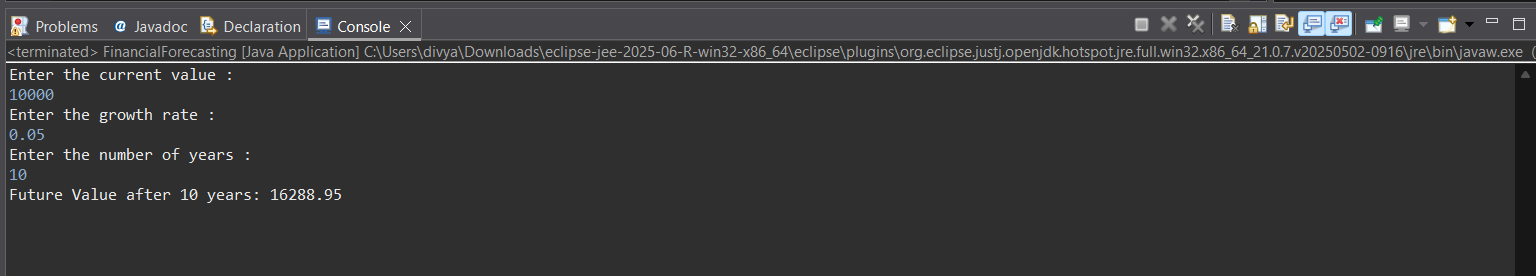 Problems @ Javadoc Declaration Console
<terminated> FinancialForecasting [Java Application] C:\Users\divya\Downloads\eclipse-jee-2025-06-R-win32-x86_64\eclipse\plugins\org.eclipse.justj.openjdk.hotspot.jre.full.win32.x86_64_21.0.7.v20250502-0916\jre\bin\javaw.exe (
Enter the current value :
10000
Enter the growth rate :
0.05
Enter the number of years :
10
Future Value after 10 years: 16288.95